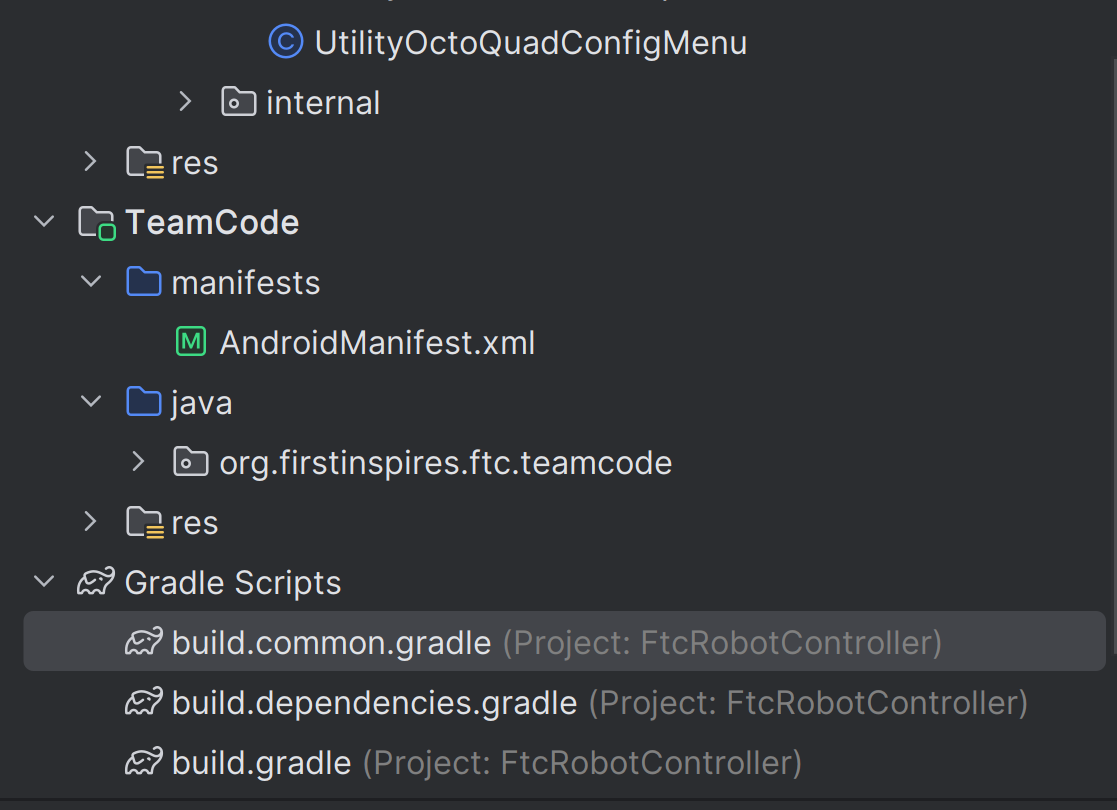 UtilityOctoQuadConfigMenu
internal
res
TeamCode
manifests
AndroidManifest.xml
java
org.firstinspires.ftc.teamcode
res
Gradle Scripts
build.common.gradle (Project: FtcRobotController)
build.dependencies.gradle (Project: FtcRobotController)
build.gradle (Project: FtcRobotController)